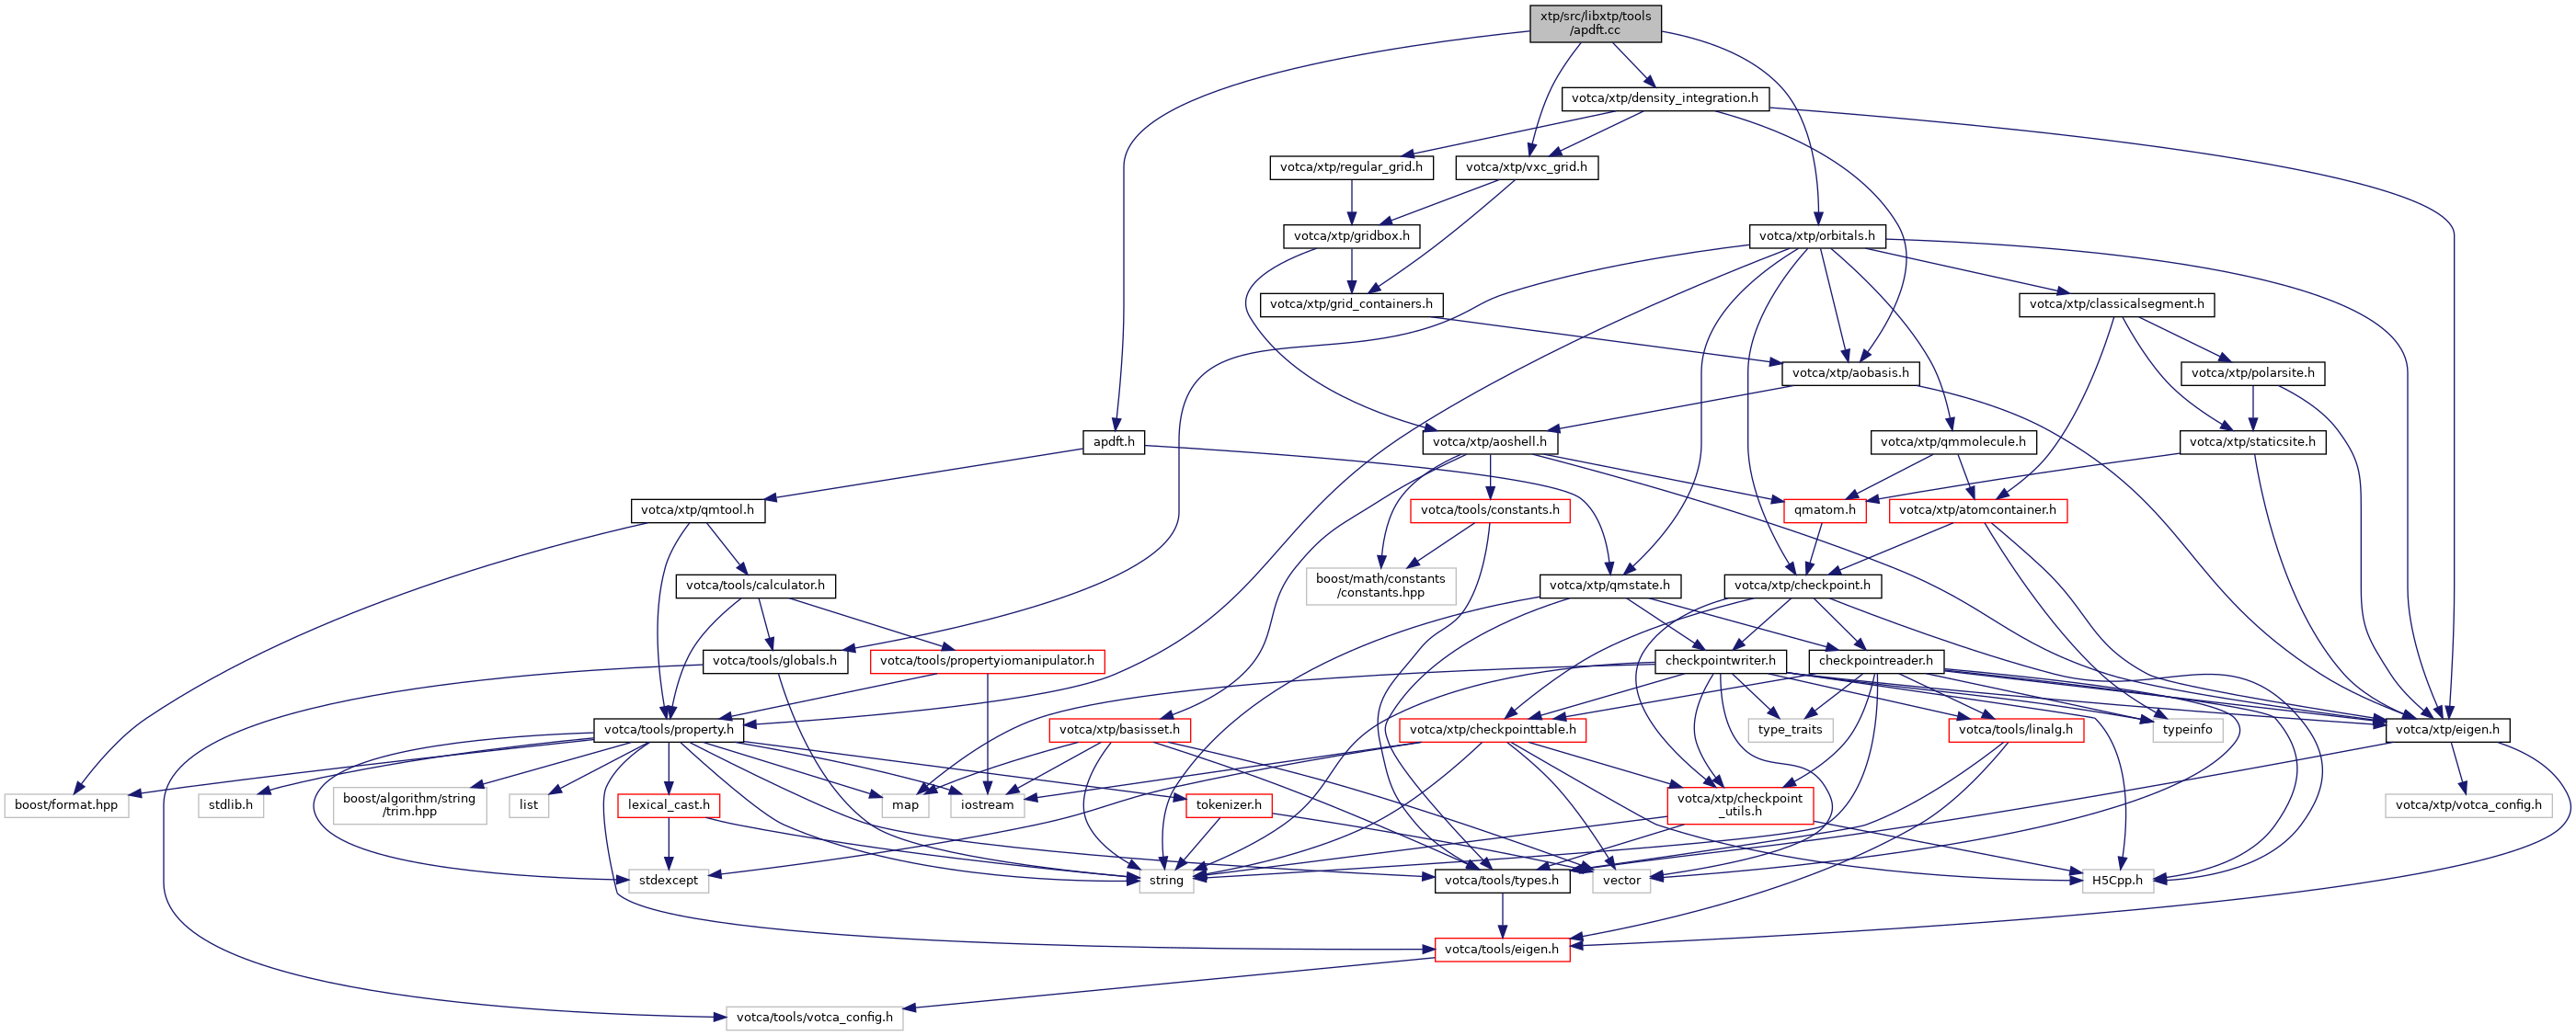 xtp/src/libxtp/tools
/apdft.cc
votca/xtp/density_integration.h
votca/xtp/regular_grid.h
votca/xtp/vxc_grid.h
votca/xtp/gridbox.h
votca/xtp/orbitals.h
votca/xtp/grid_containers.h
votca/xtp/classicalsegment.h
votca/xtp/aobasis.h
votca/xtp/polarsite.h
apdft.h
votca/xtp/aoshell.h
votca/xtp/qmmolecule.h
votca/xtp/staticsite.h
votca/xtp/qmtool.h
votca/tools/constants.h
qmatom.h
votca/xtp/atomcontainer.h
votca/tools/calculator.h
boost/math/constants
/constants.hpp
votca/xtp/qmstate.h
votca/xtp/checkpoint.h
votca/tools/globals.h
votca/tools/propertyiomanipulator.h
checkpointwriter.h
checkpointreader.h
votca/tools/property.h
votca/xtp/basisset.h
votca/xtp/checkpointtable.h
type_traits
votca/tools/linalg.h
typeinfo
votca/xtp/eigen.h
boost/format.hpp
stdlib.h
boost/algorithm/string
/trim.hpp
list
lexical_cast.h
map
iostream
tokenizer.h
votca/xtp/checkpoint
_utils.h
votca/xtp/votca_config.h
stdexcept
string
votca/tools/types.h
vector
H5Cpp.h
votca/tools/eigen.h
votca/tools/votca_config.h